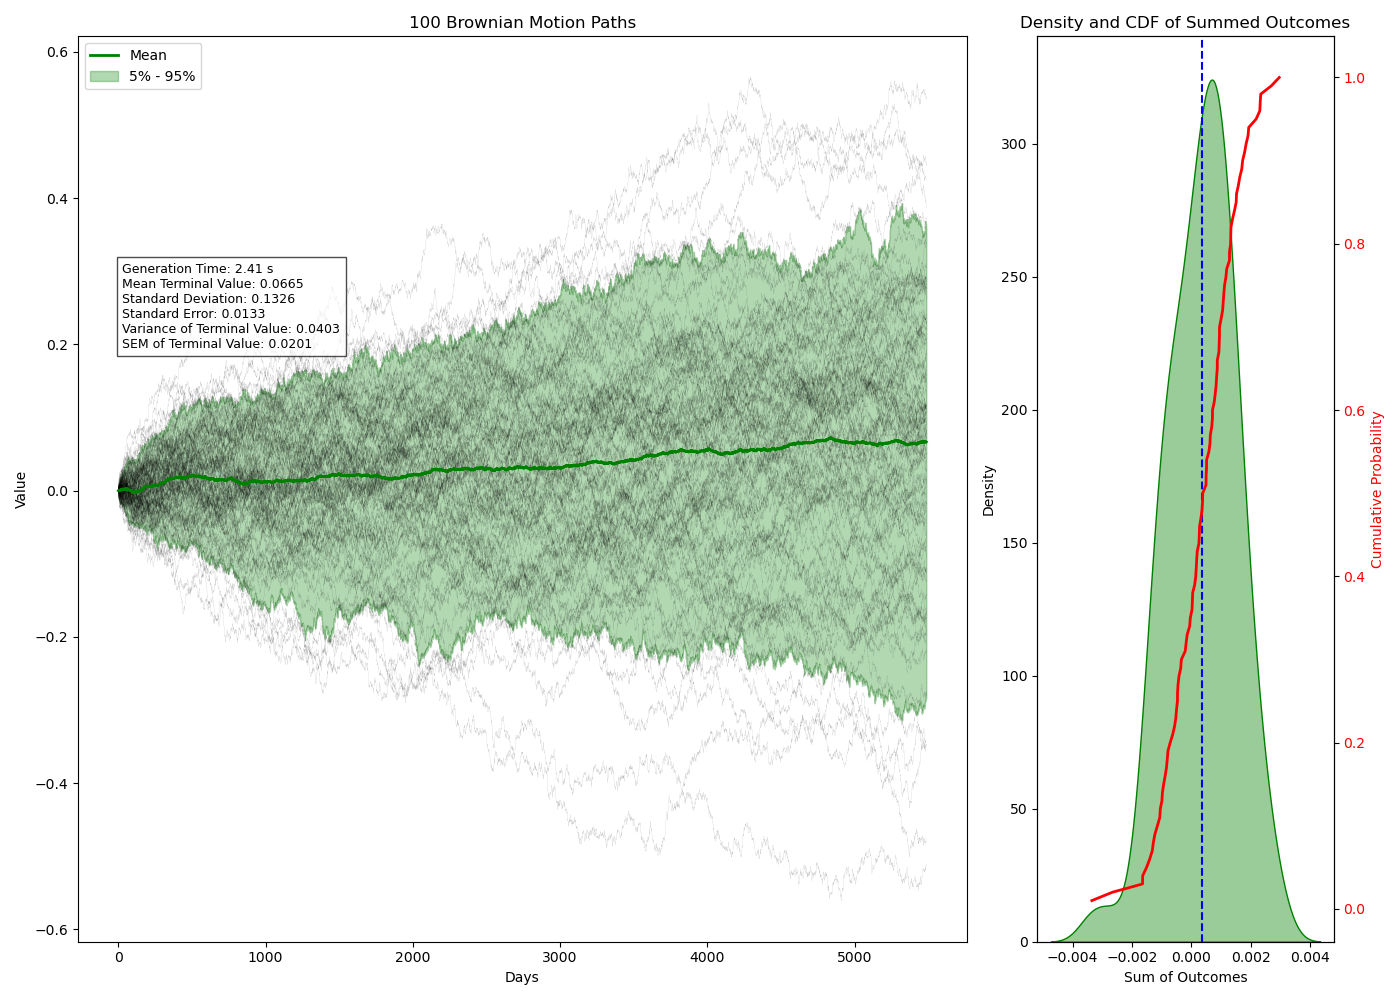 100 Brownian Motion Paths
0.6
0.4
0.2
0.0
−0.2
−0.4
−0.6
Value
Mean
5% - 95%
Generation Time: 2.41 s
Mean Terminal Value: 0.0665
Standard Deviation: 0.1326
Standard Error: 0.0133
Variance of Terminal Value: 0.0403
SEM of Terminal Value: 0.0201
0 1000 2000 3000 4000 5000
Days
Density and CDF of Summed Outcomes
300
250
200
150
100
50
0
Density
1.0
0.8
0.6
0.4
0.2
0.0
Cumulative Probability
−0.004 −0.002 0.000 0.002 0.004
Sum of Outcomes